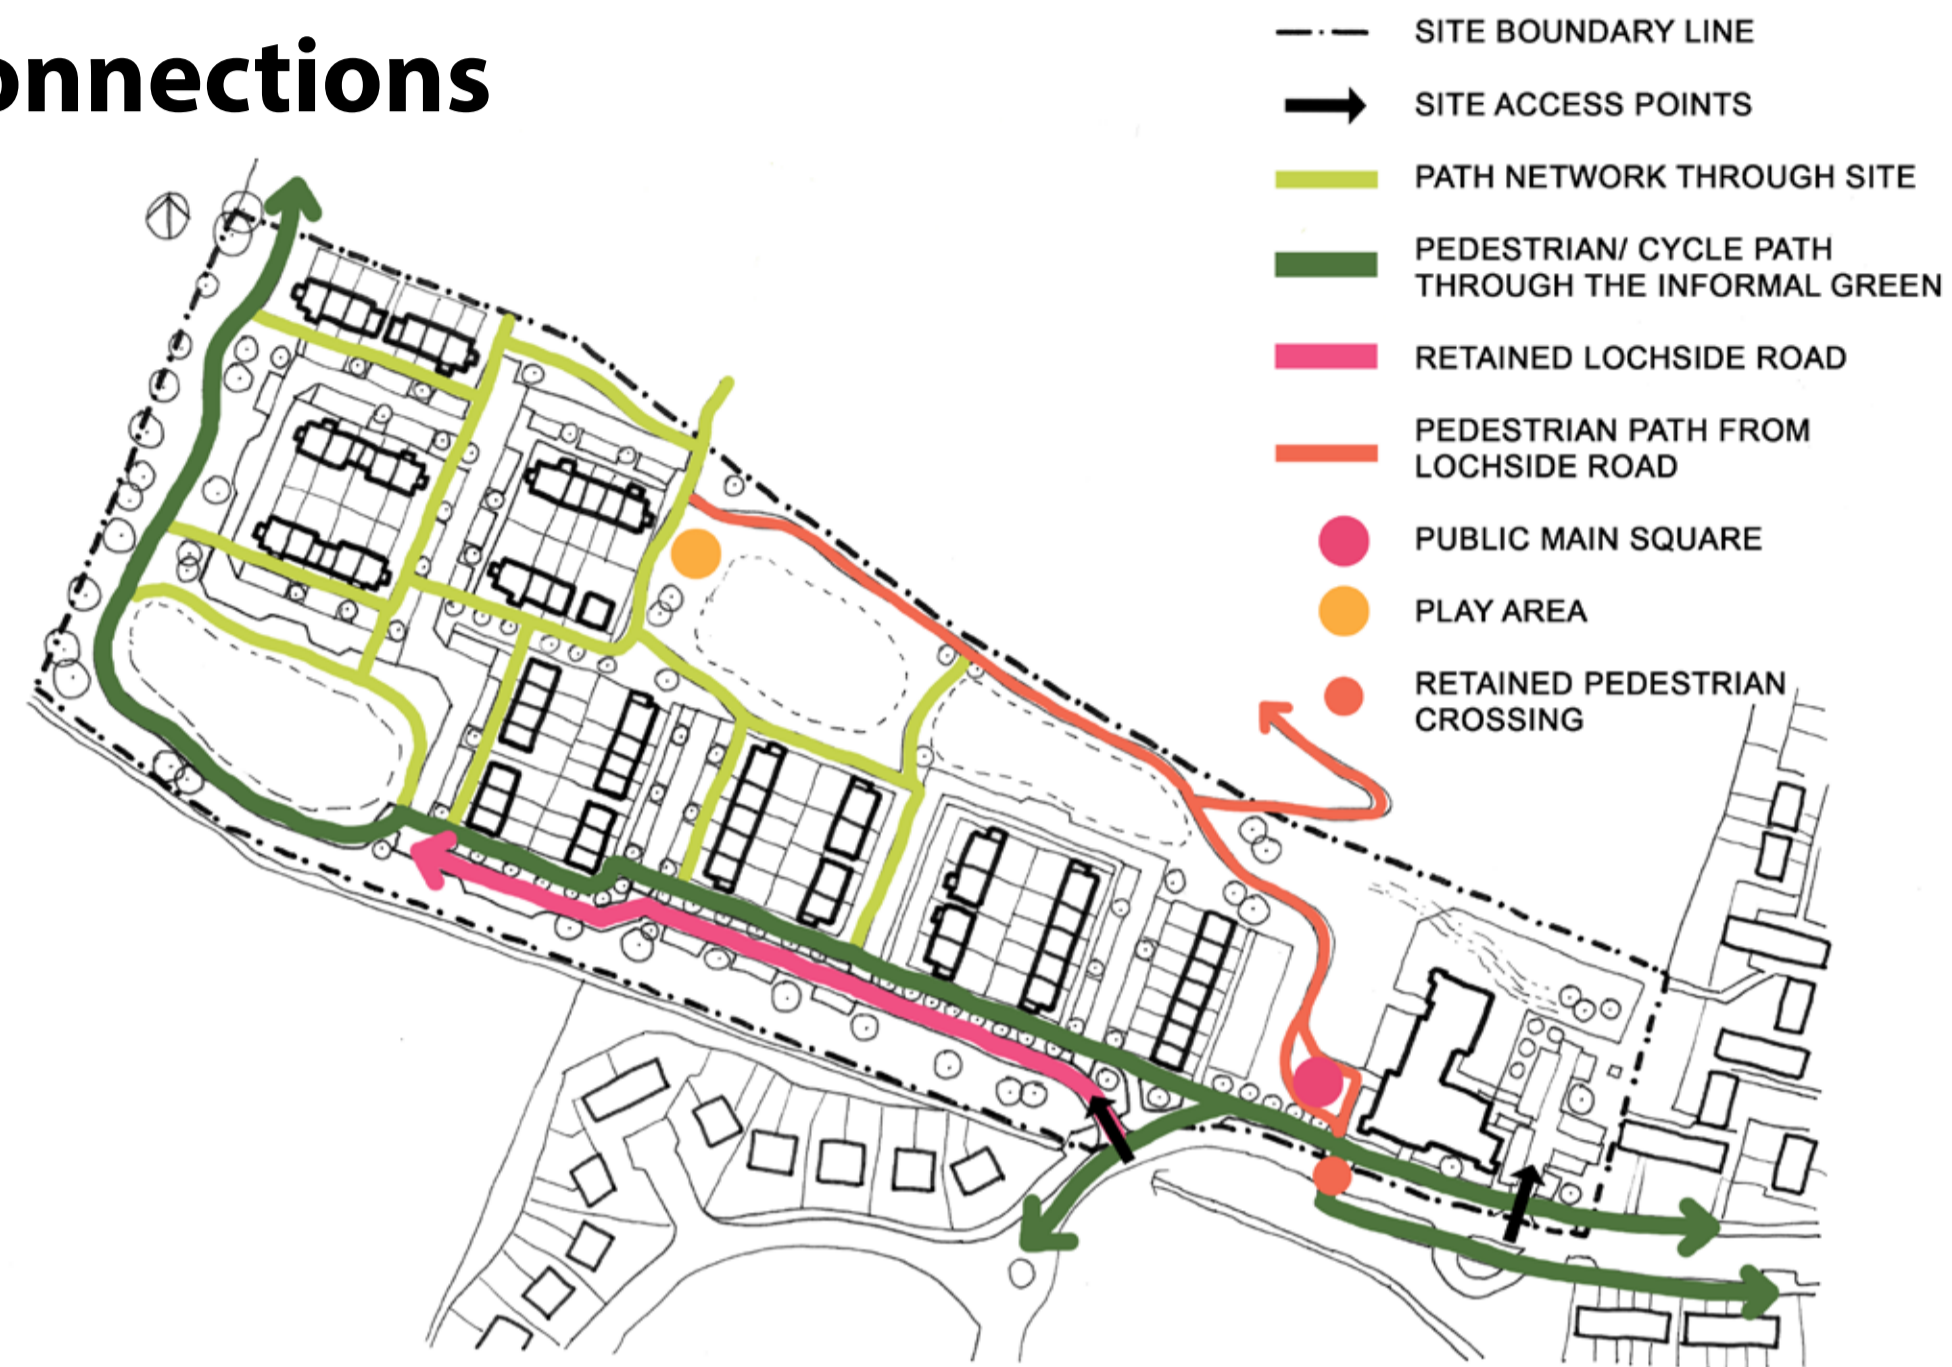 onnections
SITE BOUNDARY LINE
SITE ACCESS POINTS
PATH NETWORK THROUGH SITE
PEDESTRIAN/ CYCLE PATH
THROUGH THE INFORMAL GREEN
RETAINED LOCHSIDE ROAD
PEDESTRIAN PATH FROM
LOCHSIDE ROAD
PUBLIC MAIN SQUARE
PLAY AREA
RETAINED PEDESTRIAN
CROSSING